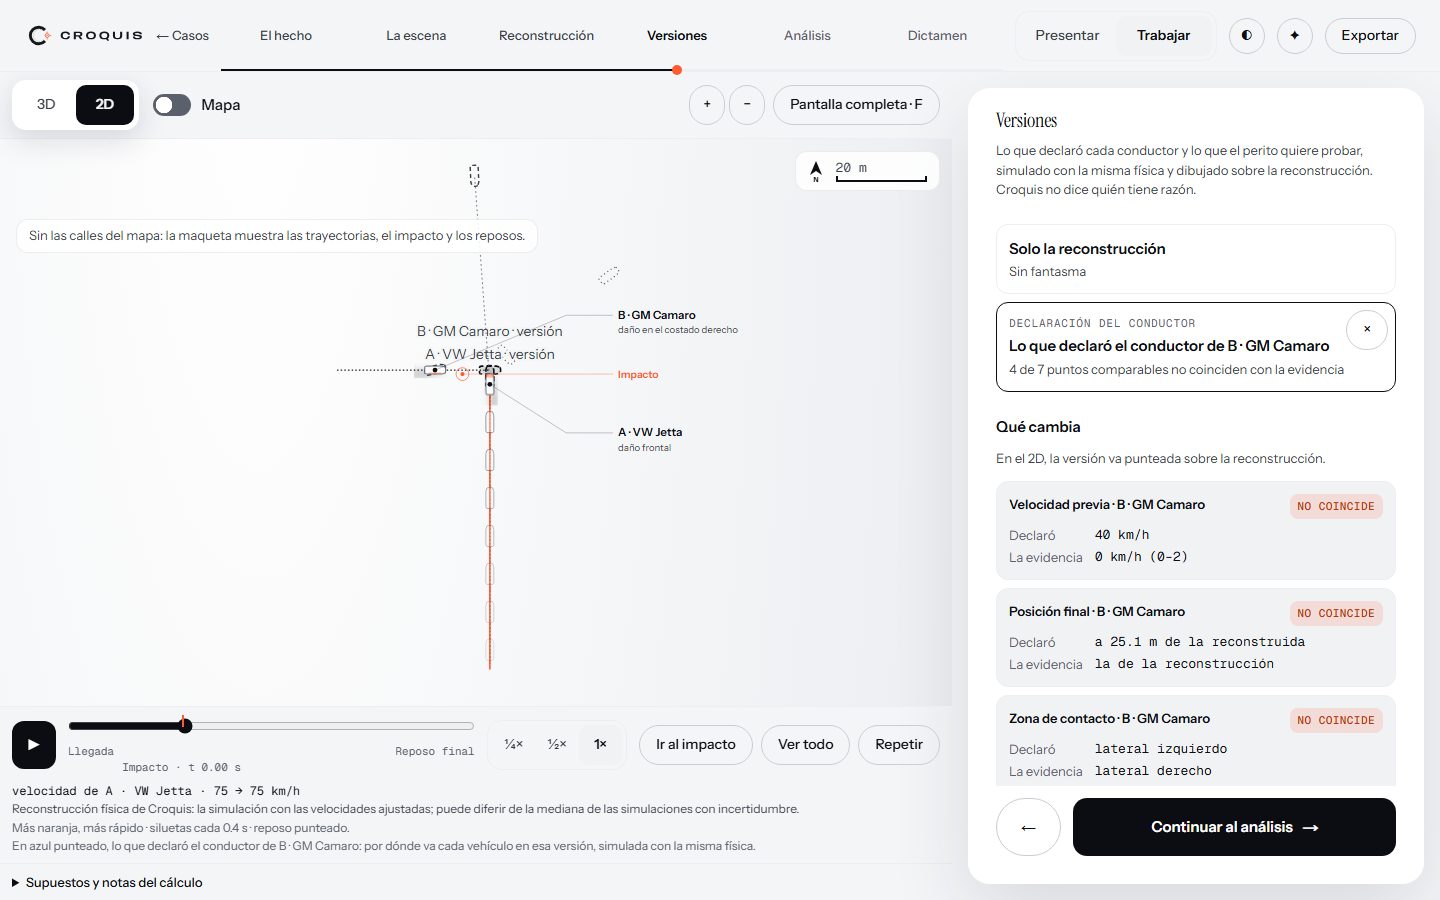 CROQUIS
← Casos
El hecho
La escena
Reconstrucción
Versiones
Análisis
Dictamen
Presentar
Trabajar
Exportar
3D
2D
Mapa
+
−
Pantalla completa · F
N
20 m
Sin las calles del mapa: la maqueta muestra las trayectorias, el impacto y los reposos.
B · GM Camaro · versión
A · VW Jetta · versión
B · GM Camaro
daño en el costado derecho
Impacto
A · VW Jetta
daño frontal
Llegada
Reposo final
Impacto · t 0.00 s
¼×
½×
1×
Ir al impacto
Ver todo
Repetir
velocidad de A · VW Jetta · 75 → 75 km/h
Reconstrucción física de Croquis: la simulación con las velocidades ajustadas; puede diferir de la mediana de las simulaciones con incertidumbre.
Más naranja, más rápido · siluetas cada 0.4 s · reposo punteado.
En azul punteado, lo que declaró el conductor de B · GM Camaro: por dónde va cada vehículo en esa versión, simulada con la misma física.
Supuestos y notas del cálculo
Versiones
Lo que declaró cada conductor y lo que el perito quiere probar,
simulado con la misma física y dibujado sobre la reconstrucción.
Croquis no dice quién tiene razón.
Solo la reconstrucción
Sin fantasma
DECLARACIÓN DEL CONDUCTOR
×
Lo que declaró el conductor de B · GM Camaro
4 de 7 puntos comparables no coinciden con la evidencia
Qué cambia
En el 2D, la versión va punteada sobre la reconstrucción.
Velocidad previa · B · GM Camaro
NO COINCIDE
Declaró 40 km/h
La evidencia 0 km/h (0–2)
Posición final · B · GM Camaro
NO COINCIDE
Declaró a 25.1 m de la reconstruida
La evidencia la de la reconstrucción
Zona de contacto · B · GM Camaro
NO COINCIDE
Declaró lateral izquierdo
La evidencia lateral derecho
←
Continuar al análisis →